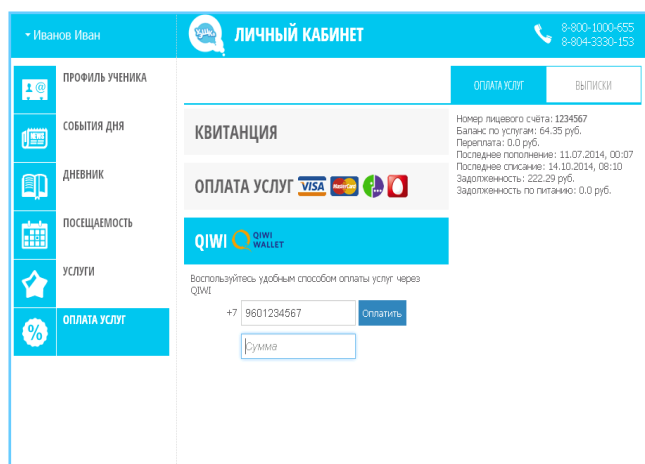 Иванов Иван
ЛИЧНЫЙ КАБИНЕТ
8-800-1000-655
8-804-3330-153
ПРОФИЛЬ УЧЕНИКА
СОБЫТИЯ ДНЯ
NEWS
ДНЕВНИК
ПОСЕЩАЕМОСТЬ
УСЛУГИ
ОПЛАТА УСЛУГ
ОПЛАТА УСЛУГ
ВЫПИСКИ
КВИТАНЦИЯ
ОПЛАТА УСЛУГ VISA MasterCard
QIWI QIWI
WALLET
Воспользуйтесь удобным способом оплаты услуг через
QIWI
+7 9601234567 Оплатить
Сумма
Номер лицевого счёта: 1234567
Баланс по услугам: 64.35 руб.
Переплата: 0.0 руб.
Последнее пополнение: 11.07.2014, 00:07
Последнее списание: 14.10.2014, 08:10
Задолженность: 222.29 руб.
Задолженность по питанию: 0.0 руб.